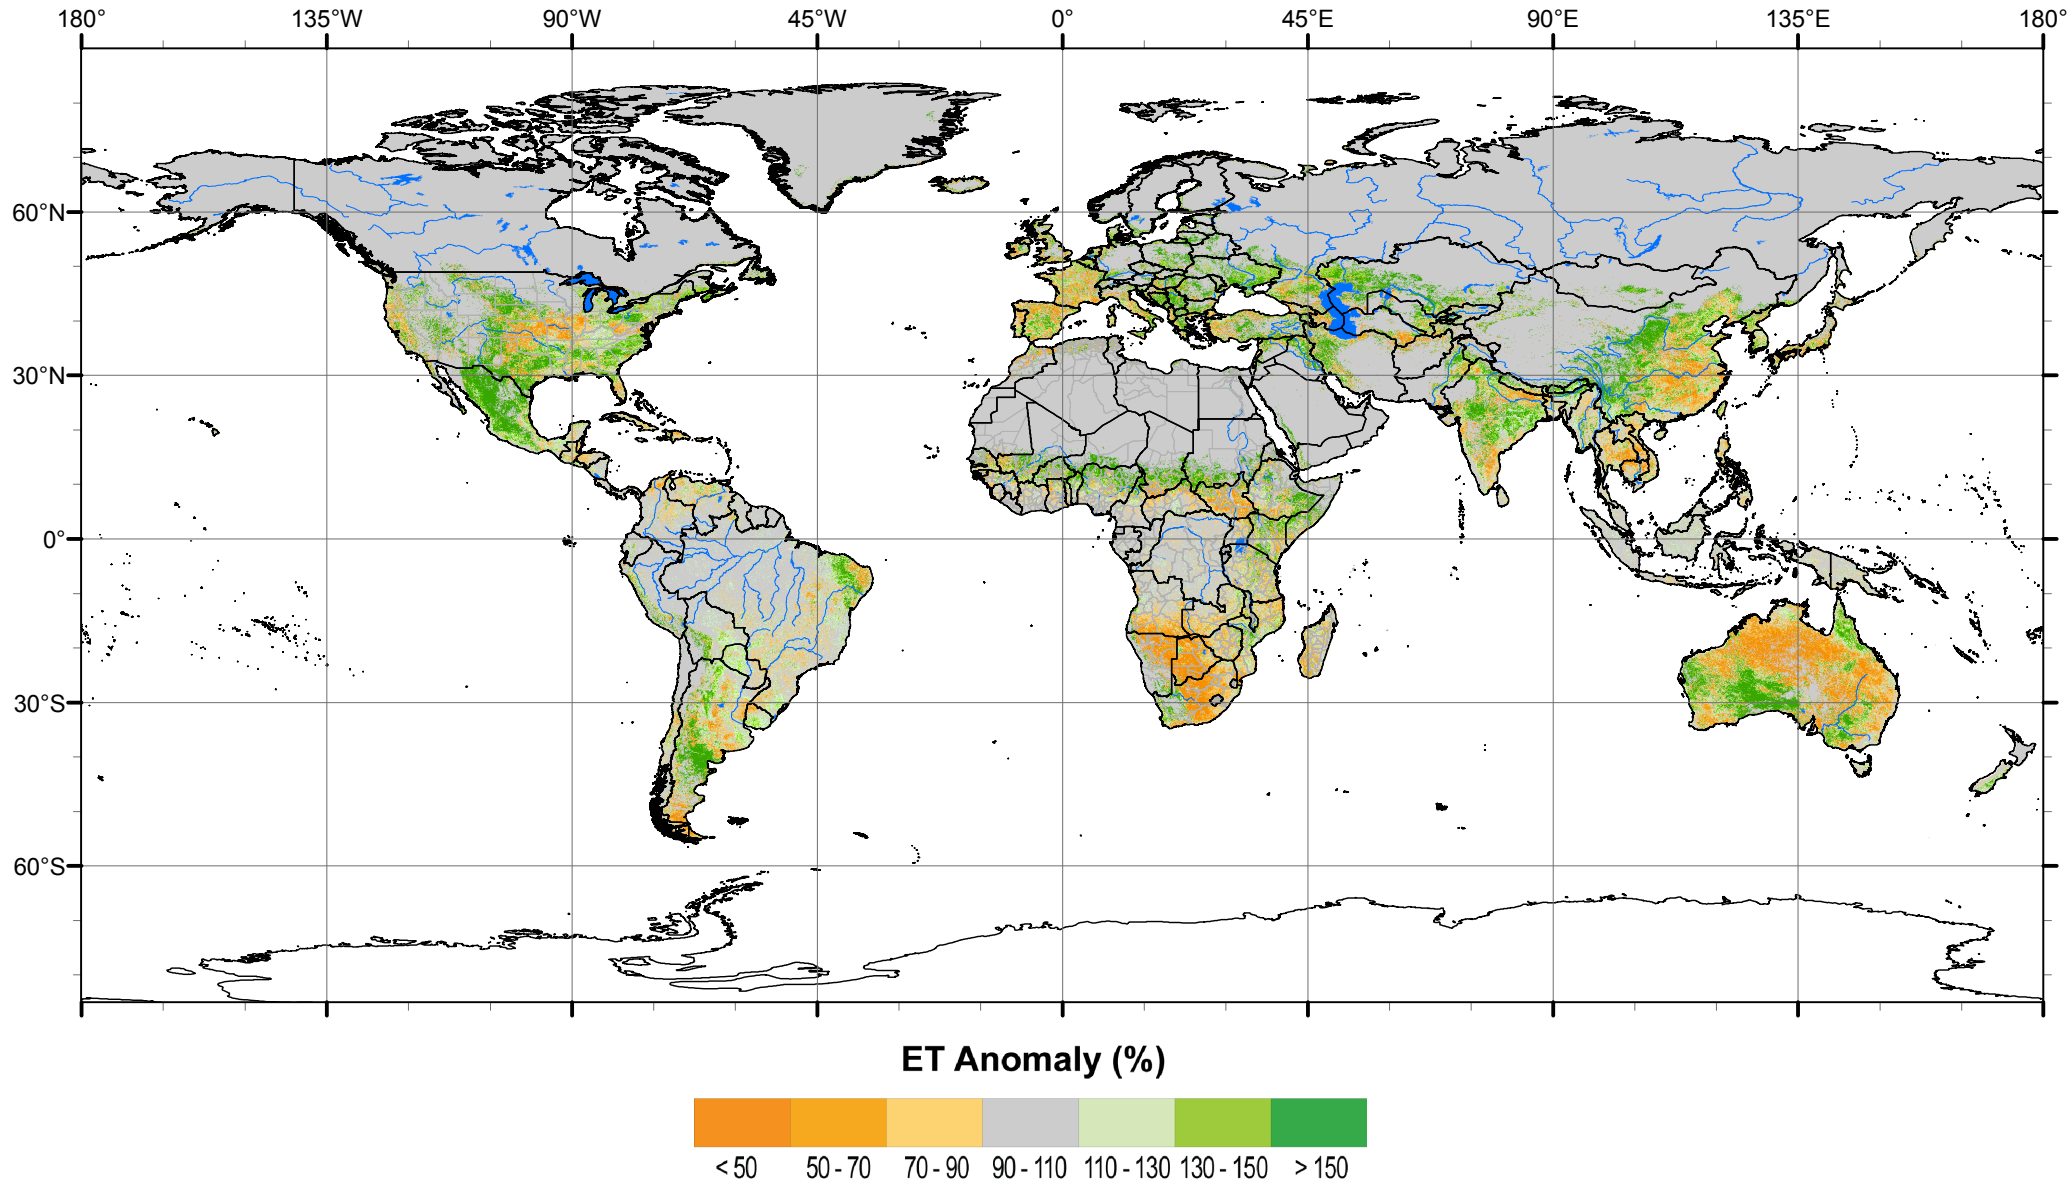 180° 135°W 90°W 45°W 0° 45°E 90°E 135°E 180°
60°N
30°N
0°
30°S
60°S
ET Anomaly (%)
< 50 50 - 70 70 - 90 90 - 110 110 - 130 130 - 150 > 150